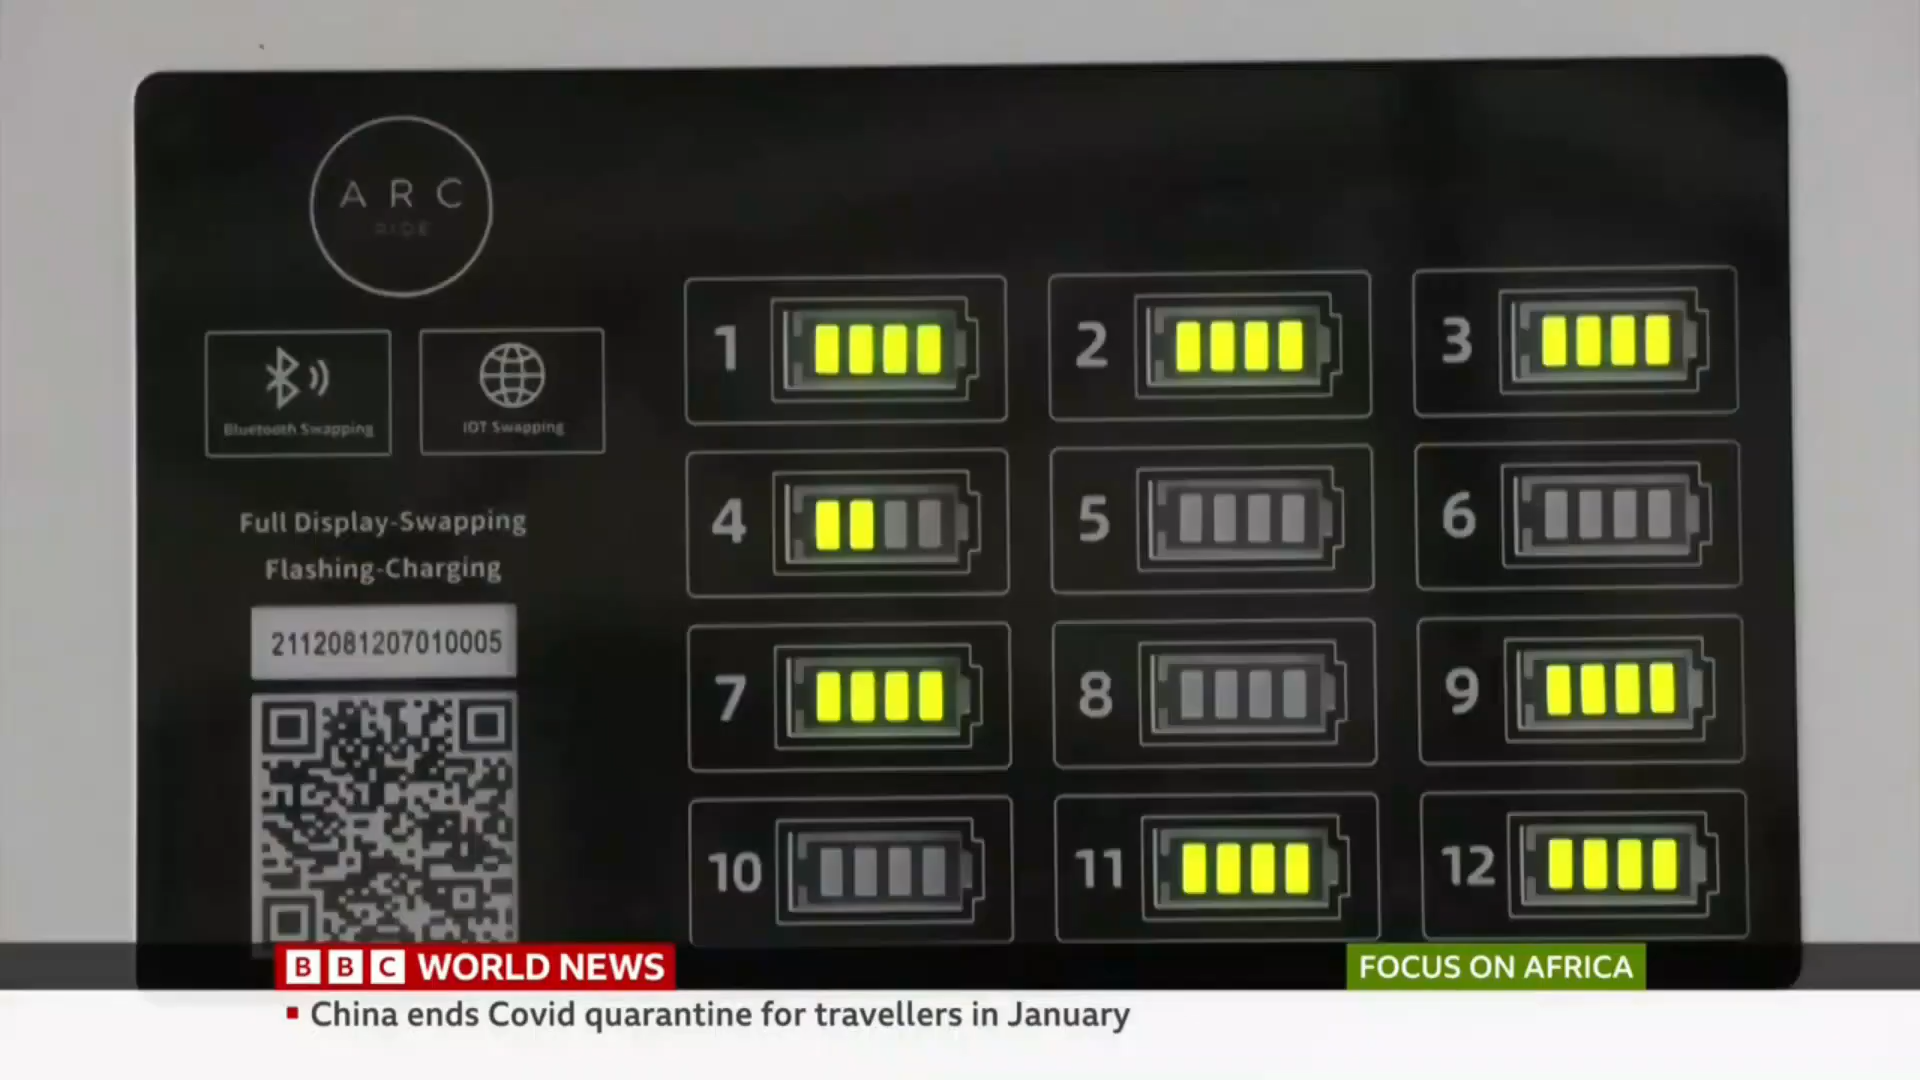 ARC
RIDE
Bluetooth Swapping
IOT Swapping
Full Display-Swapping
Flashing-Charging
2112081207010005
1
2
3
4
5
6
7
8
9
10
11
12
BBC WORLD NEWS
FOCUS ON AFRICA
China ends Covid quarantine for travellers in January